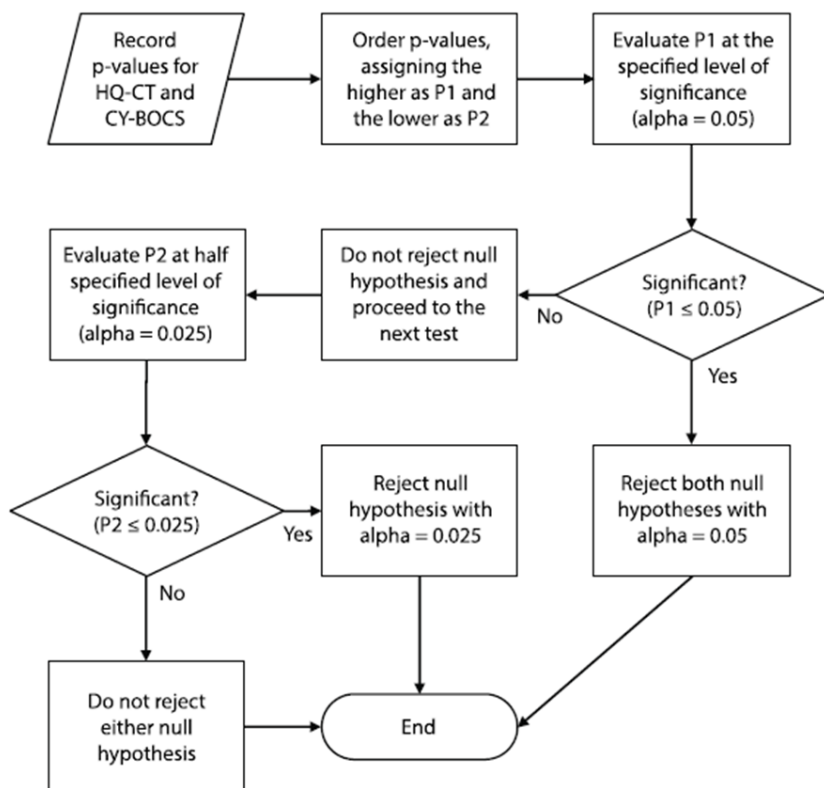 Record
p-values for
HQ-CT and
CY-BOCS
Order p-values,
assigning the
higher as P1 and
the lower as P2
Evaluate P1 at the
specified level of
significance
(alpha = 0.05)
Significant?
(P1 ≤ 0.05)
No
Yes
Do not reject null
hypothesis and
proceed to the
next test
Evaluate P2 at half
specified level of
significance
(alpha = 0.025)
Significant?
(P2 ≤ 0.025)
Yes
No
Reject null
hypothesis with
alpha = 0.025
Reject both null
hypotheses with
alpha = 0.05
Do not reject
either null
hypothesis
End